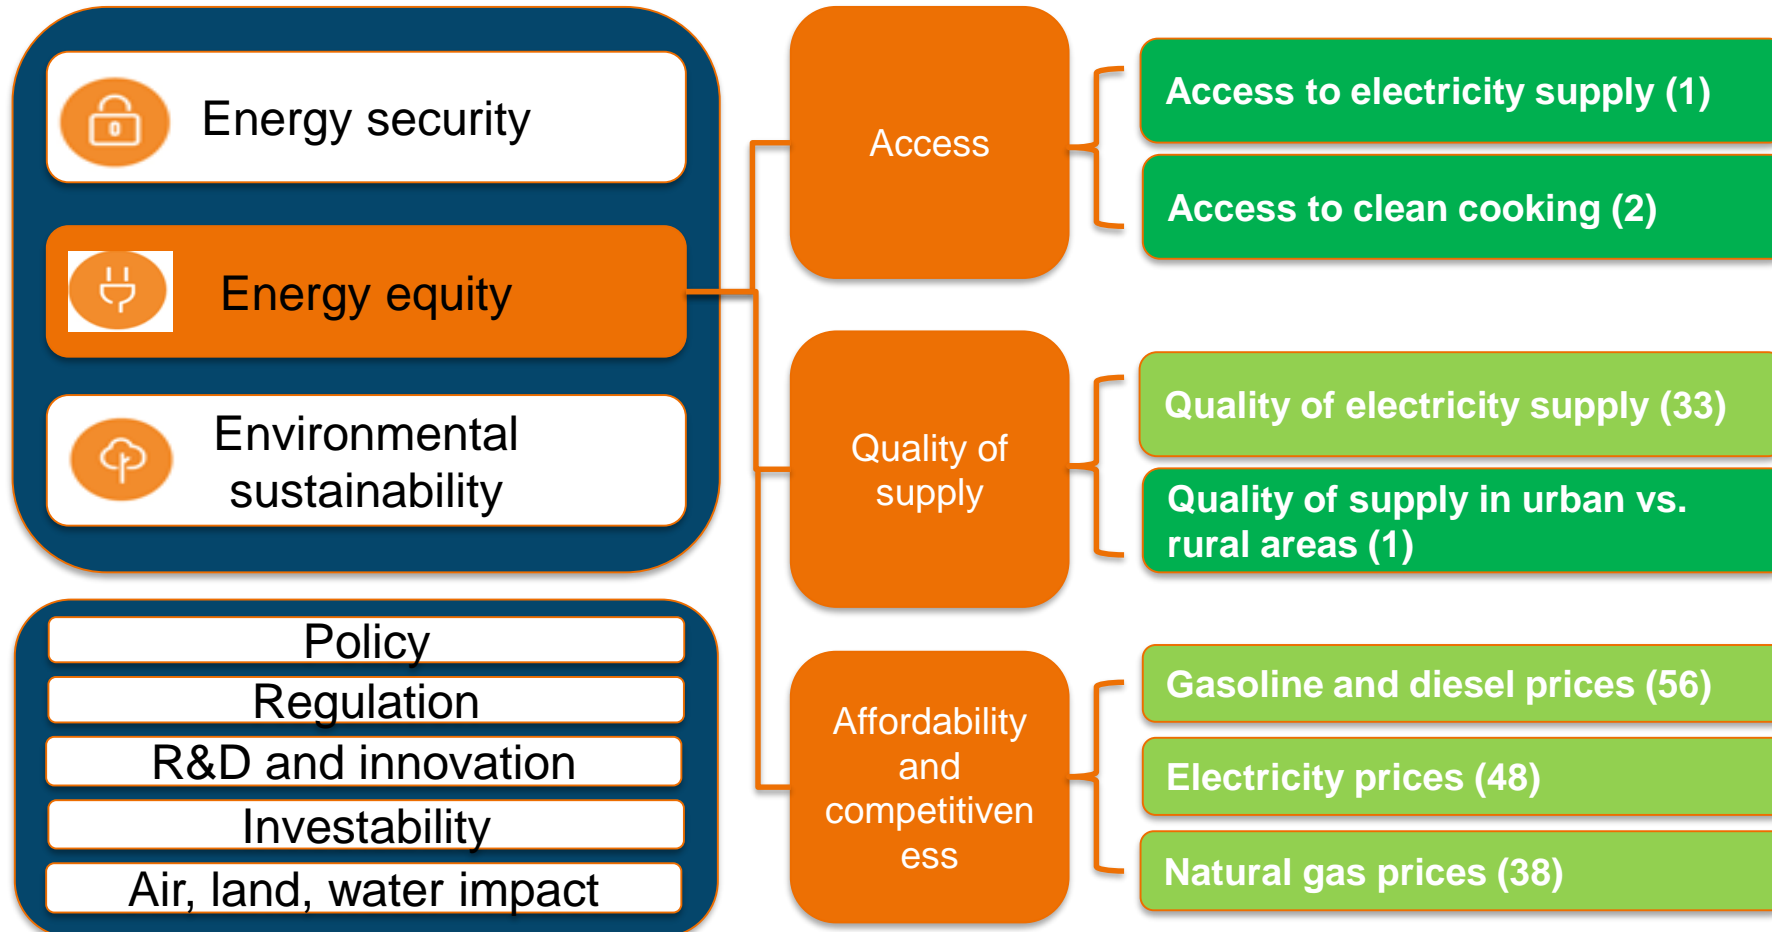 Energy security
Energy equity
Environmental
sustainability
Policy
Regulation
R&D and innovation
Investability
Air, land, water impact
Access
Access to electricity supply (1)
Access to clean cooking (2)
Quality of
supply
Quality of electricity supply (33)
Quality of supply in urban vs.
rural areas (1)
Affordability
and
competitiven
ess
Gasoline and diesel prices (56)
Electricity prices (48)
Natural gas prices (38)